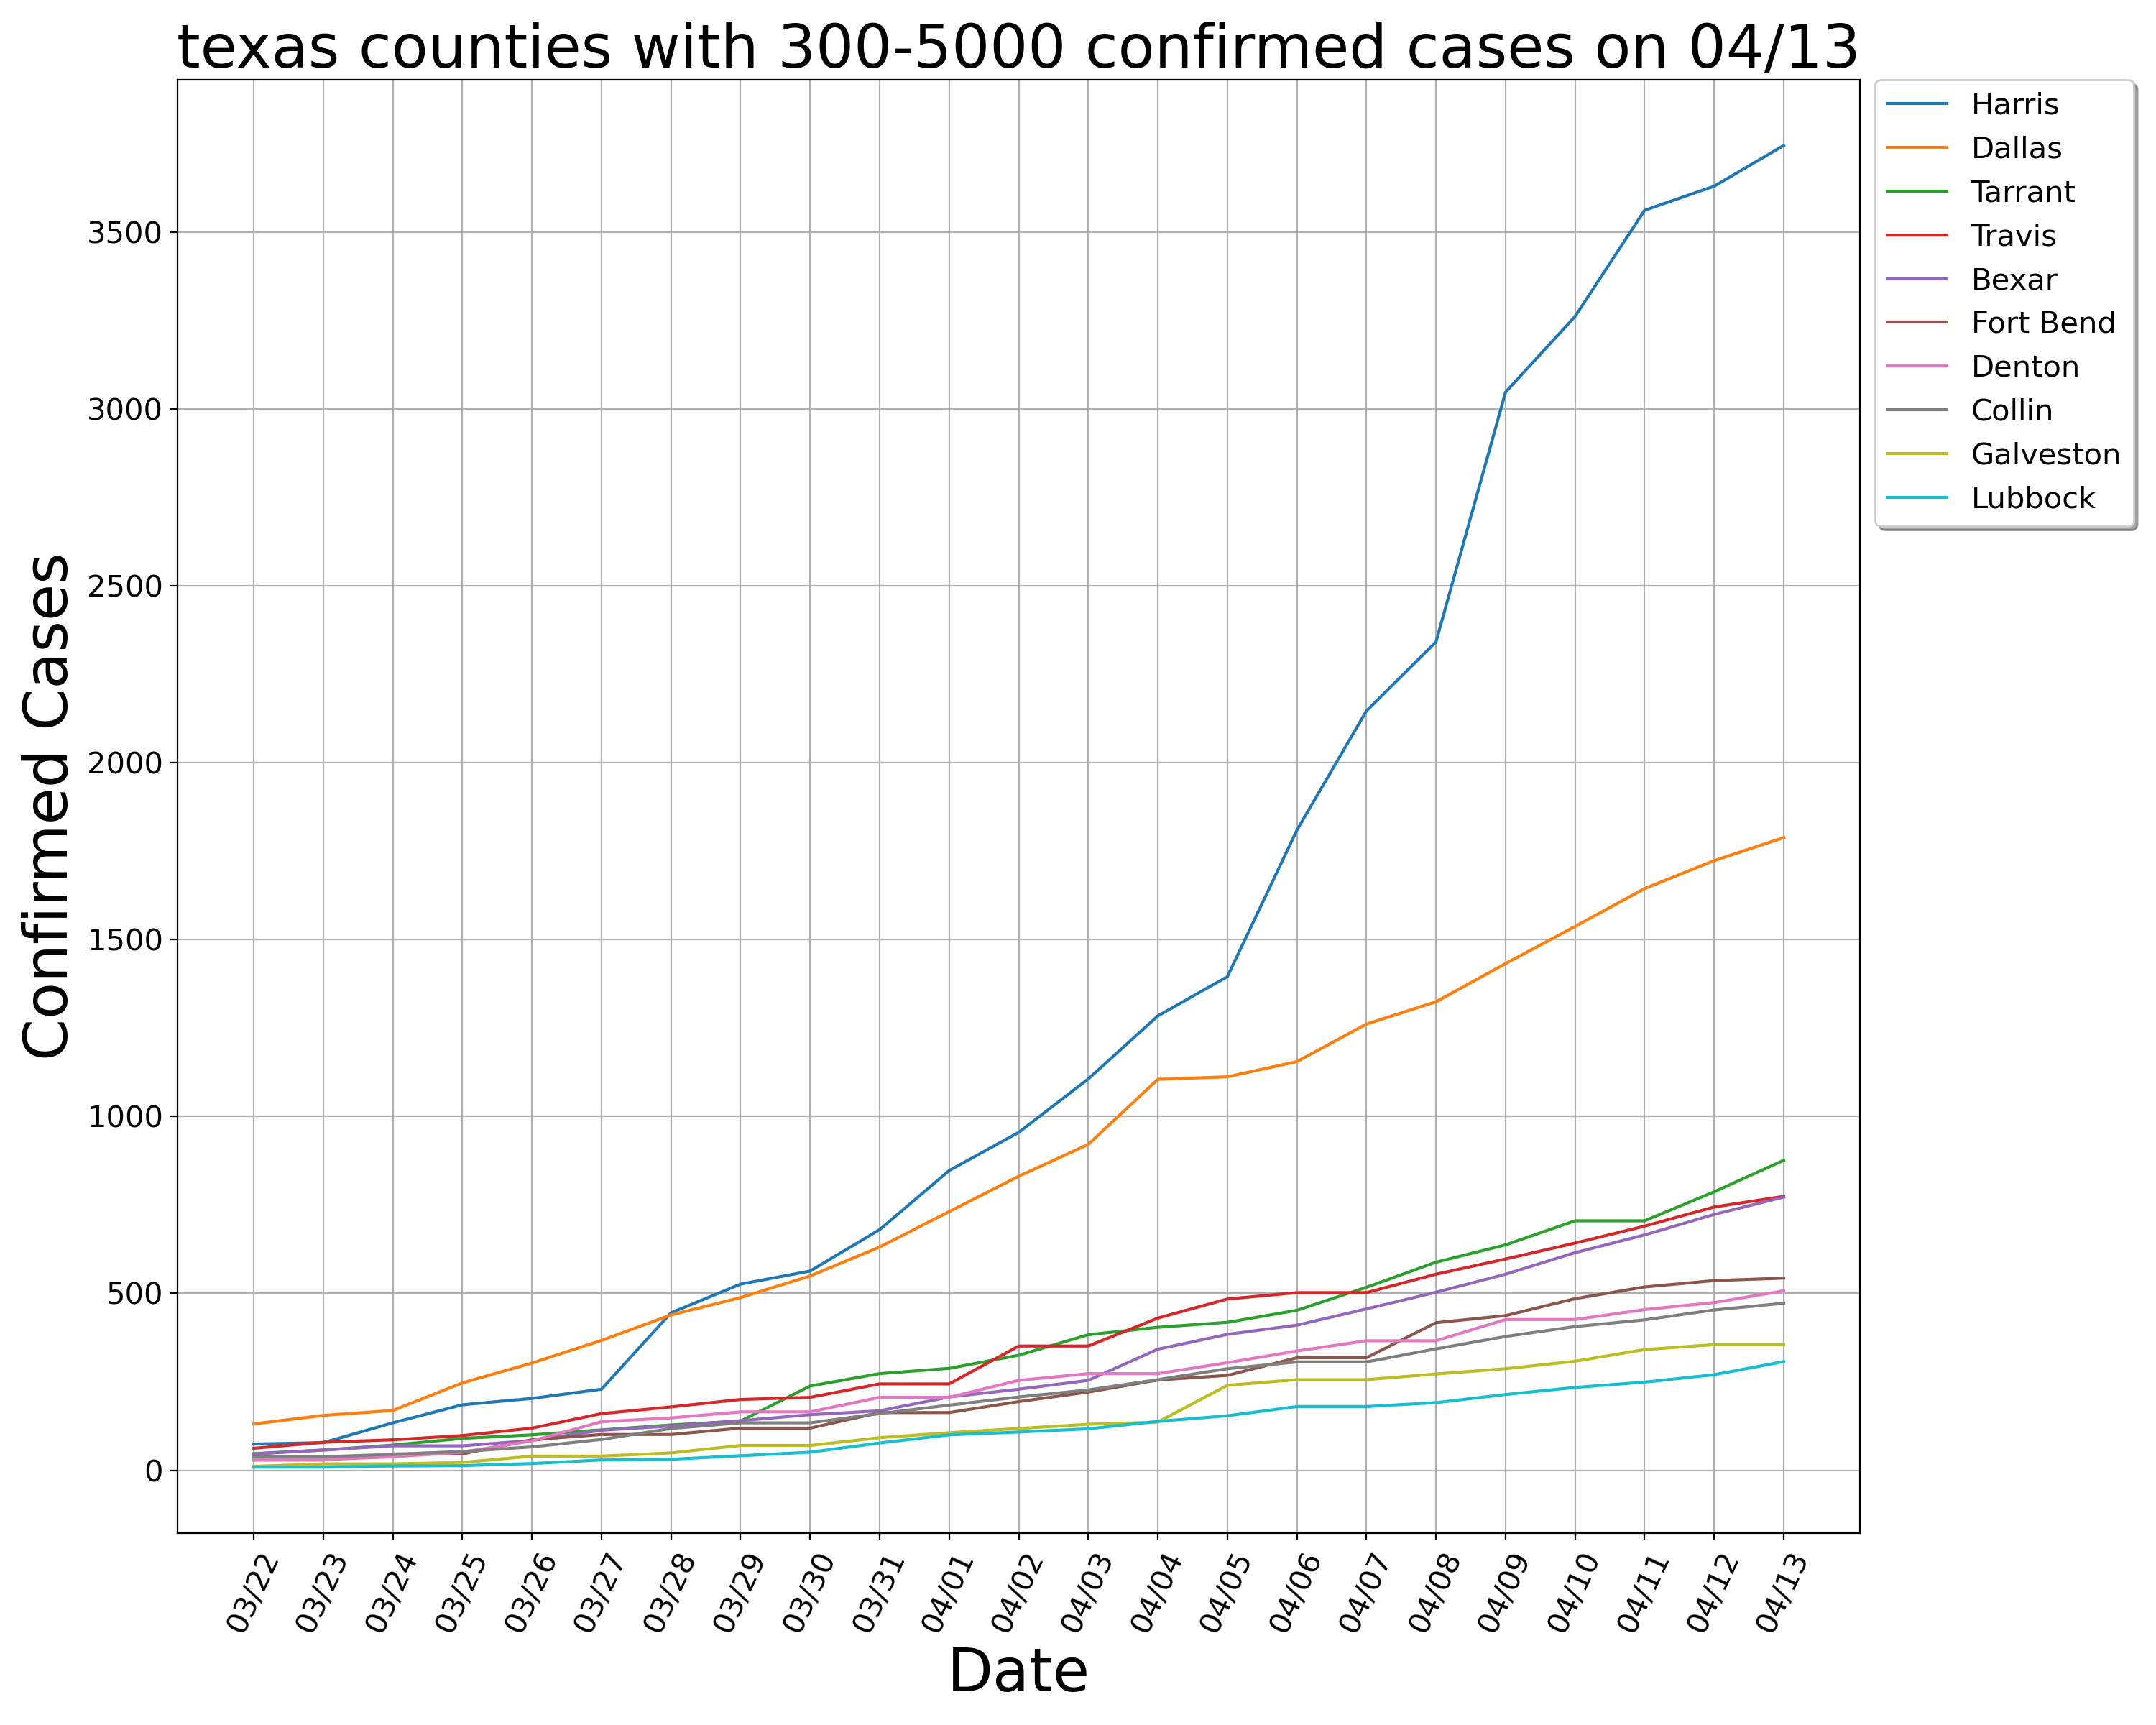 texas counties with 300-5000 confirmed cases on 04/13
Harris
Dallas
Tarrant
Travis
Bexar
Fort Bend
Denton
Collin
Galveston
Lubbock
Confirmed Cases
3500
3000
2500
2000
1500
1000
500
0
03/22
03/23
03/24
03/25
03/26
03/27
03/28
03/29
03/30
03/31
04/01
04/02
04/03
04/04
04/05
04/06
04/07
04/08
04/09
04/10
04/11
04/12
04/13
Date